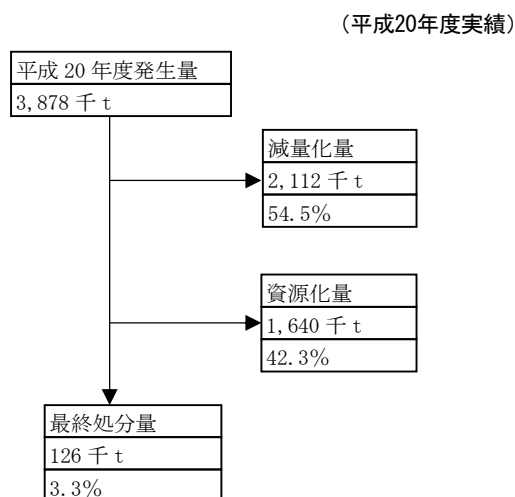 (平成20年度実績)
平成 20 年度発生量
3,878 千 t
減量化量
2,112 千 t
54.5%
資源化量
1,640 千 t
42.3%
最終処分量
126 千 t
3.3%